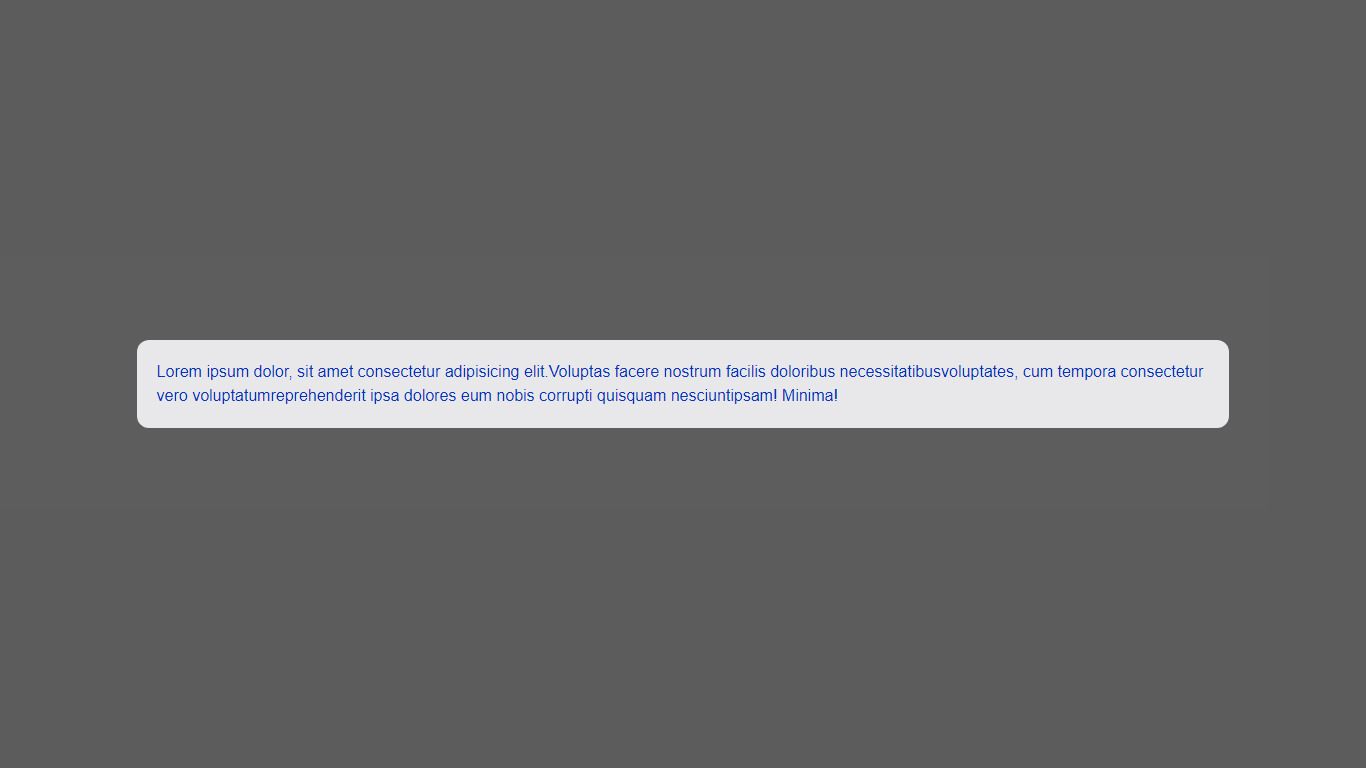 Lorem ipsum dolor, sit amet consectetur adipisicing elit.Voluptas facere nostrum facilis doloribus necessitatibusvoluptates, cum tempora consectetur
vero voluptatumreprehenderit ipsa dolores eum nobis corrupti quisquam nesciuntipsam! Minima!